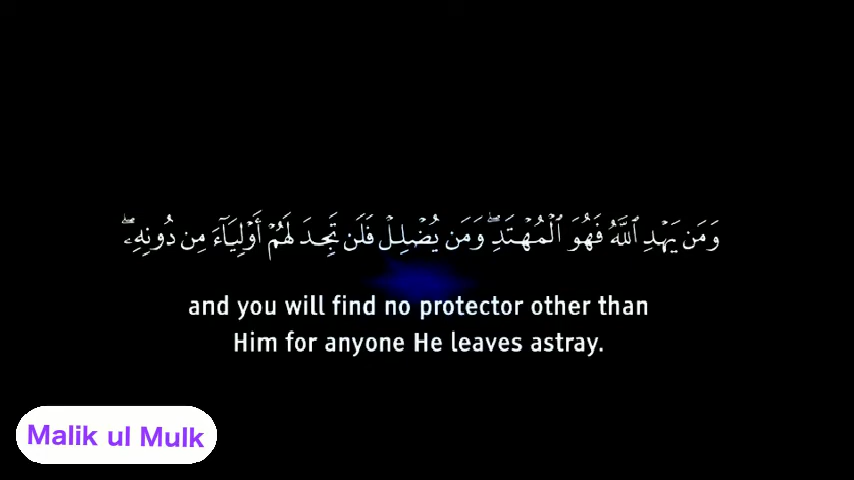 وَمَن يَهْدِ ٱللَّهُ فَهُوَ ٱلْمُهْتَدِ ۖ وَمَن يُضْلِلْ فَلَن تَجِدَ لَهُمْ أَوْلِيَآءَ مِن دُونِهِۦ ۖ
and you will find no protector other than
Him for anyone He leaves astray.
Malik ul Mulk